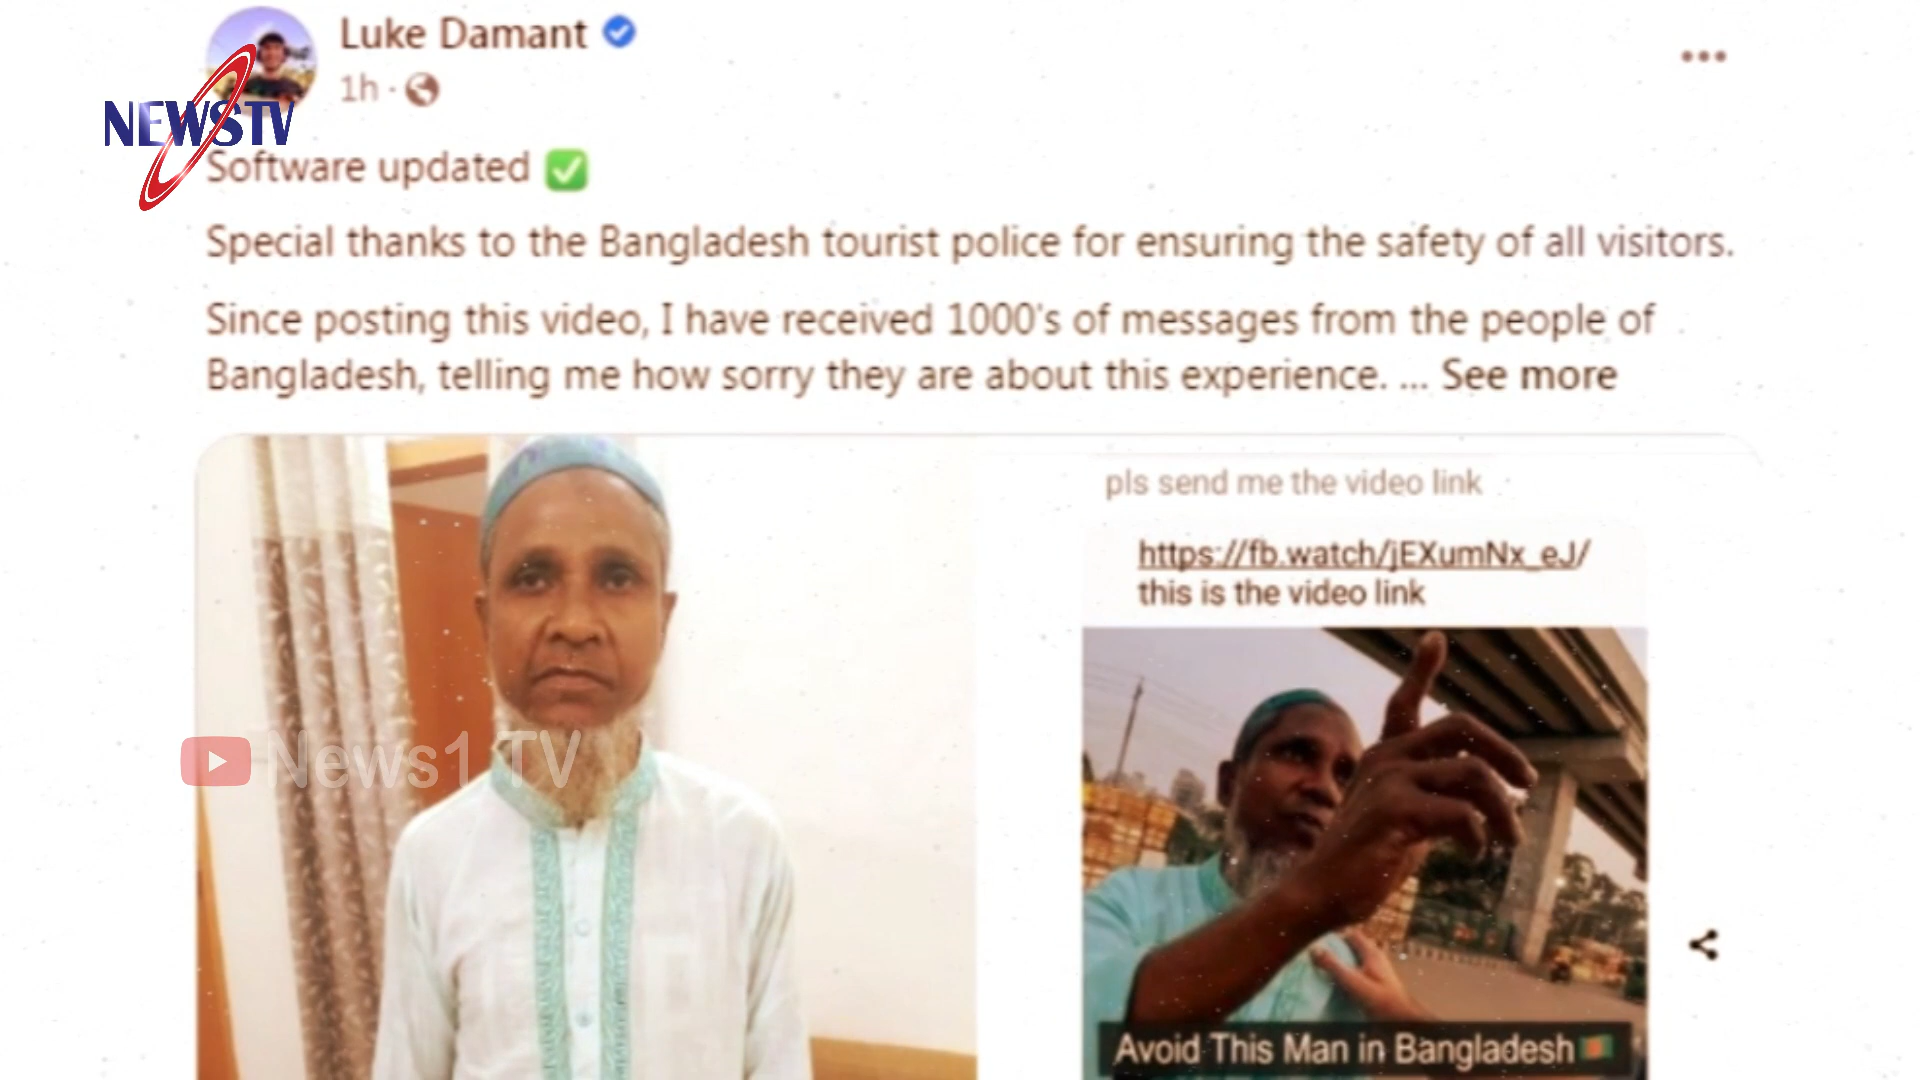 Luke Damant
1h
NEWSTV
Software updated
Special thanks to the Bangladesh tourist police for ensuring the safety of all visitors.
Since posting this video, I have received 1000's of messages from the people of
Bangladesh, telling me how sorry they are about this experience. ... See more
pls send me the video link
https://fb.watch/jEXumNx_eJ/
this is the video link
News1 TV
Avoid This Man in Bangladesh